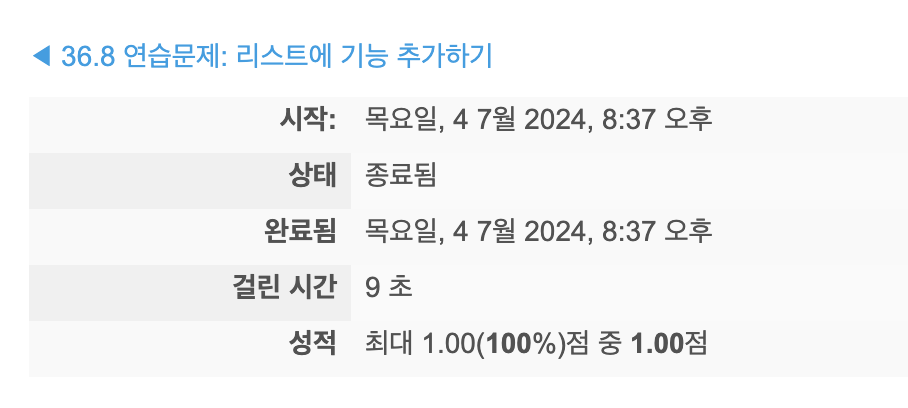 ◀ 36.8 연습문제: 리스트에 기능 추가하기
시작: 목요일, 4 7월 2024, 8:37 오후
상태 종료됨
완료됨 목요일, 4 7월 2024, 8:37 오후
걸린 시간 9 초
성적 최대 1.00(100%)점 중 1.00점